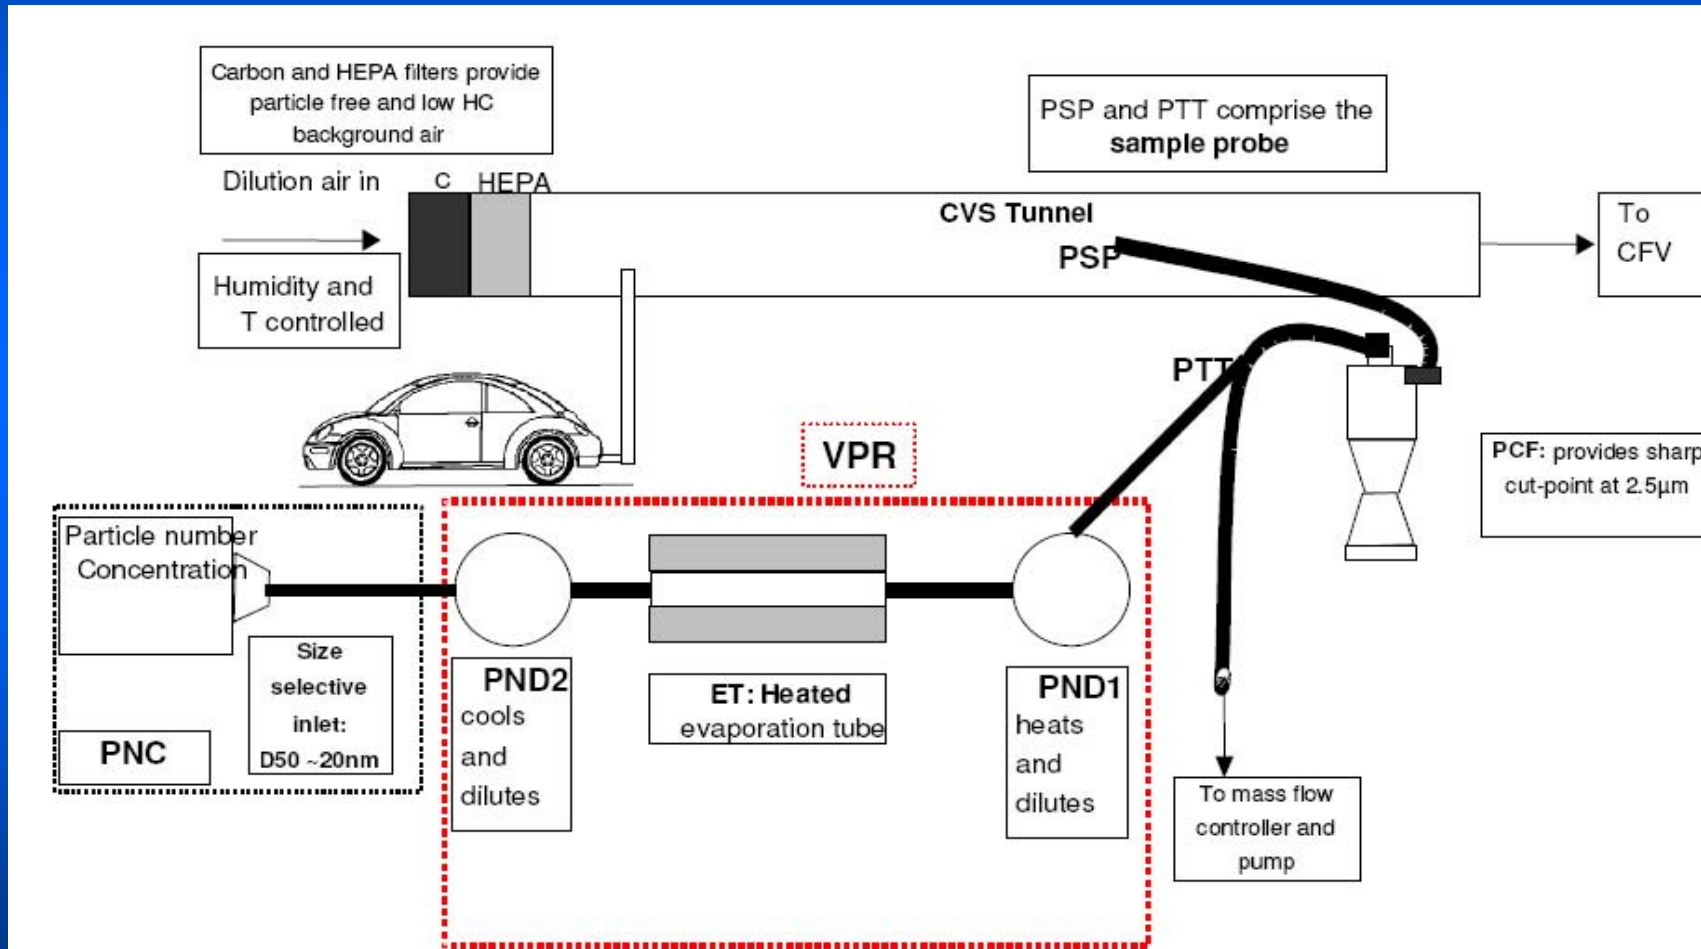 Carbon and HEPA filters provide
particle free and low HC
background air
PSP and PTT comprise the
sample probe
Dilution air in
C
HEPA
CVS Tunnel
PSP
To
CFV
Humidity and
T controlled
PTT
VPR
PCF: provides sharp
cut-point at 2.5µm
Particle number
Concentration
Size
selective
inlet:
D50 ~20nm
PNC
PND2
cools
and
dilutes
ET: Heated
evaporation tube
PND1
heats
and
dilutes
To mass flow
controller and
pump